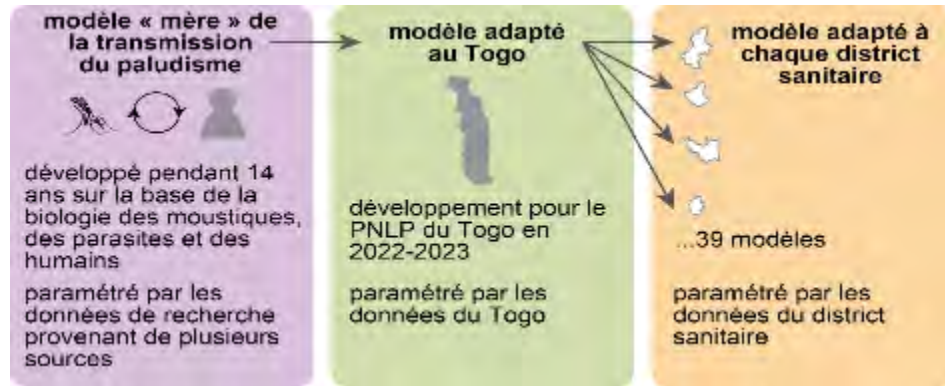 modèle « mère » de
la transmission
du paludisme
développé pendant 14
ans sur la base de la
biologie des moustiques,
des parasites et des
humains
paramétré par les
données de recherche
provenant de plusieurs
sources
modèle adapté
au Togo
développement pour le
PNLP du Togo en
2022-2023
paramétré par les
données du Togo
modèle adapté à
chaque district
sanitaire
...39 modèles
paramétré par les
données du district
sanitaire